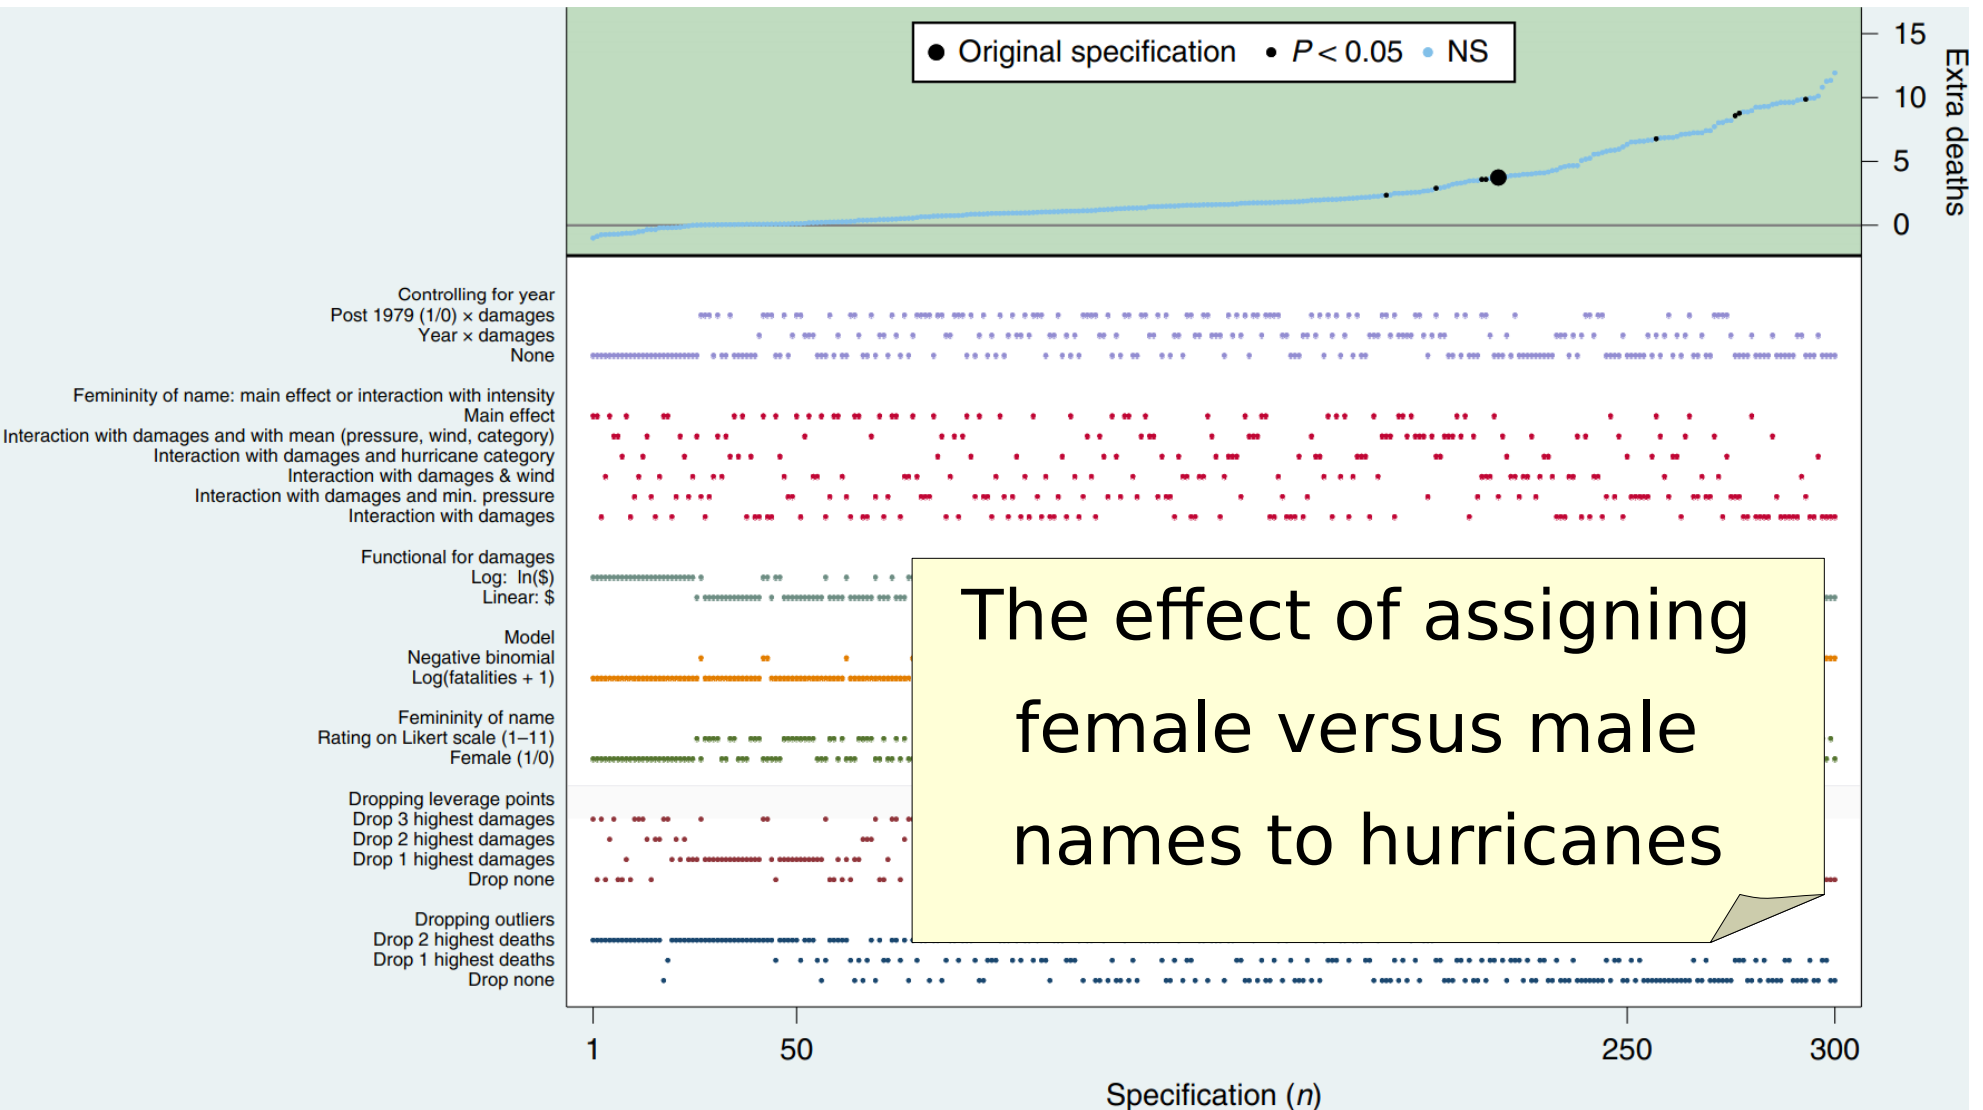 Original specification P < 0.05 NS
15
10
5
0
Extra deaths
Controlling for year
Post 1979 (1/0) × damages
Year × damages
None
Femininity of name: main effect or interaction with intensity
Main effect
Interaction with damages and with mean (pressure, wind, category)
Interaction with damages and hurricane category
Interaction with damages & wind
Interaction with damages and min. pressure
Interaction with damages
Functional for damages
Log: ln($)
Linear: $
Model
Negative binomial
Log(fatalities + 1)
Femininity of name
Rating on Likert scale (1–11)
Female (1/0)
Dropping leverage points
Drop 3 highest damages
Drop 2 highest damages
Drop 1 highest damages
Drop none
Dropping outliers
Drop 2 highest deaths
Drop 1 highest deaths
Drop none
The effect of assigning
female versus male
names to hurricanes
1 50 250 300
Specification (n)